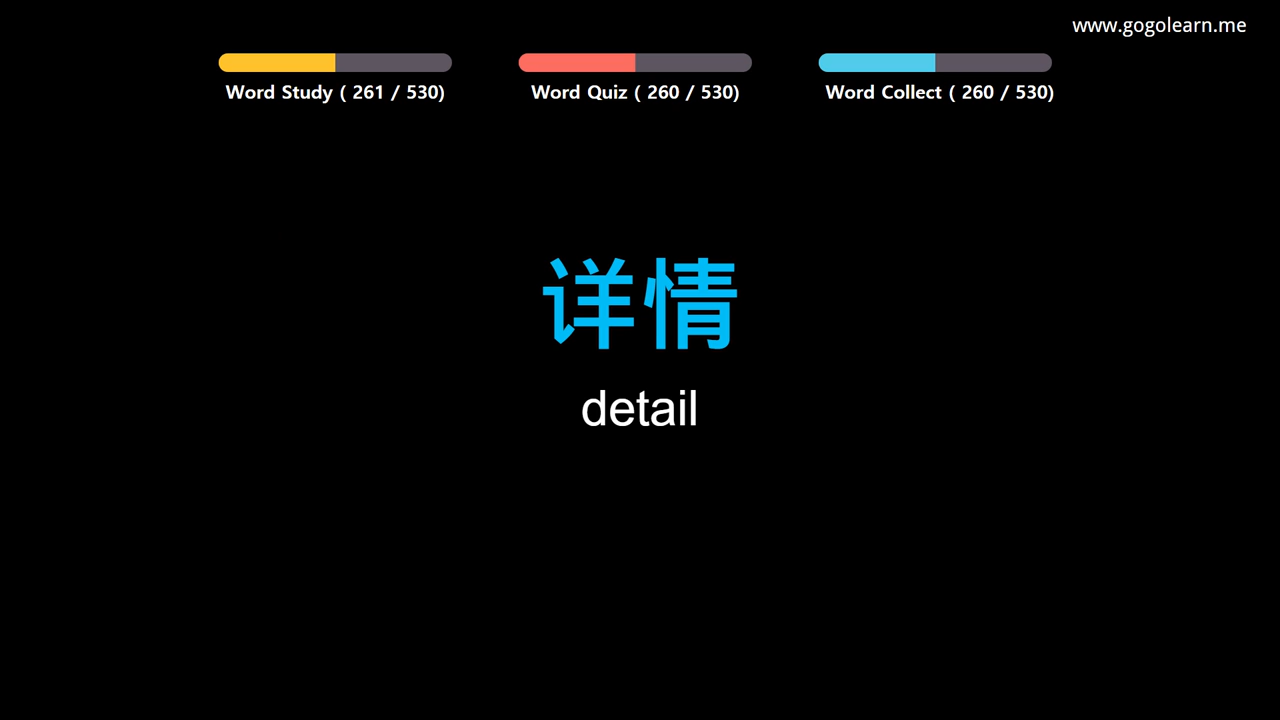 www.gogolearn.me
Word Study ( 261 / 530)
Word Quiz ( 260 / 530)
Word Collect ( 260 / 530)
详情
detail